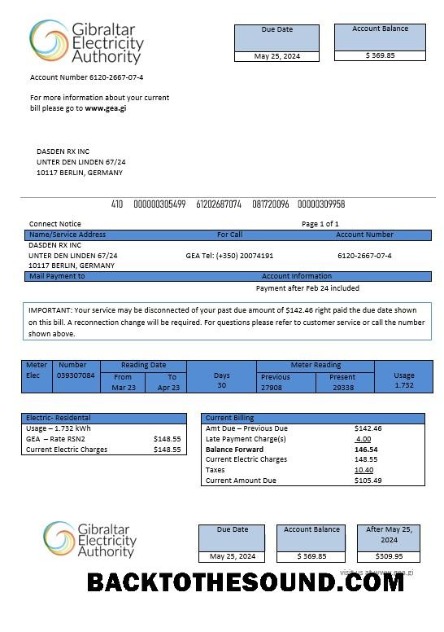 Gibraltar
Electricity
Authority
Due Date
May 25, 2024
Account Balance
$ 369.85
Account Number 6120-2667-07-4
For more information about your current
bill please go to www.gea.gi
DASDEN RX INC
UNTER DEN LINDEN 67/24
10117 BERLIN, GERMANY
410 000000305499 61202687074 081720096 00000309958
Connect Notice Page 1 of 1
Name/Service Address For Call Account Number
DASDEN RX INC
UNTER DEN LINDEN 67/24 GEA Tel: (+350) 20074191 6120-2667-07-4
10117 BERLIN, GERMANY
Mail Payment to Account Information
Payment after Feb 24 included
IMPORTANT: Your service may be disconnected of your past due amount of $142.46 right paid the due date shown
on this bill. A reconnection change will be required. For questions please refer to customer service or call the number
shown above.
Meter Number Reading Date Meter Reading
Elec 039307084 From To Days Previous Present Usage
Mar 23 Apr 23 30 27908 29338 1.732
Electric- Residental
Usage – 1.732 kWh
GEA – Rate RSN2 $148.55
Current Electric Charges $148.55
Current Billing
Amt Due – Previous Due $142.46
Late Payment Charge(s) 4.00
Balance Forward 146.54
Current Electric Charges 148.55
Taxes 10.40
Current Amount Due $105.49
Gibraltar
Electricity
Authority
Due Date
May 25, 2024
Account Balance
$ 369.85
After May 25,
2024
$309.95
BACKTOTHESOUND.COM